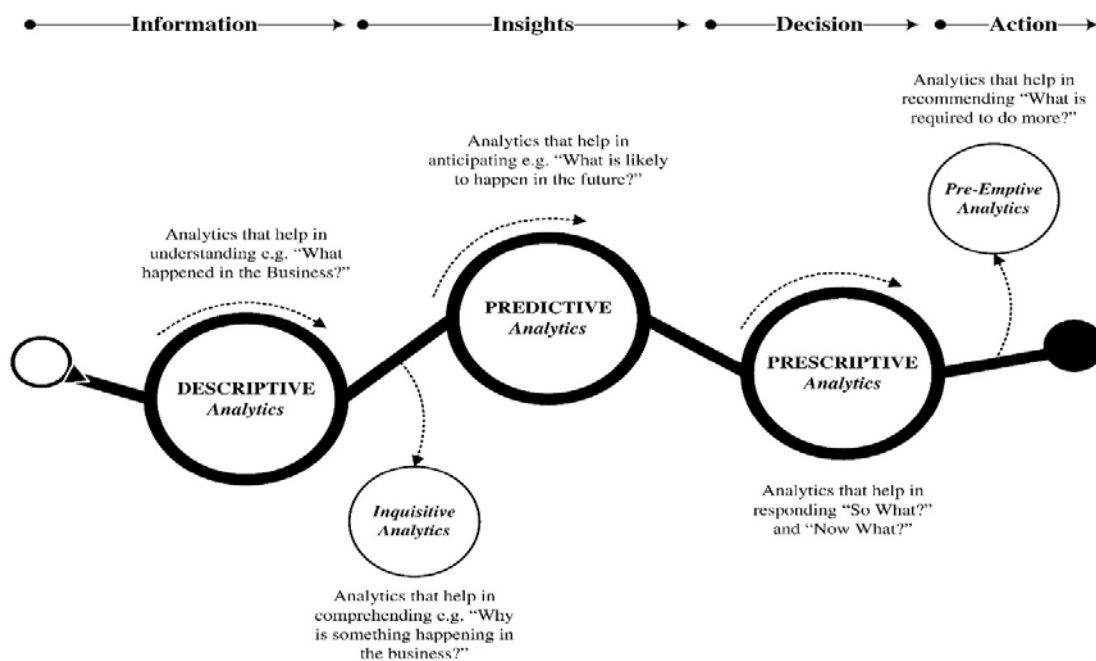 Information
Insights
Decision
Action
Analytics that help in
recommending “What is
required to do more?”
Pre-Emptive
Analytics
Analytics that help in
anticipating e.g. “What is likely
to happen in the future?”
PREDICTIVE
Analytics
Analytics that help in
understanding e.g. “What
happened in the Business?”
DESCRIPTIVE
Analytics
PRESCRIPTIVE
Analytics
Inquisitive
Analytics
Analytics that help in
comprehending e.g. “Why
is something happening in
the business?”
Analytics that help in
responding “So What?”
and “Now What?”